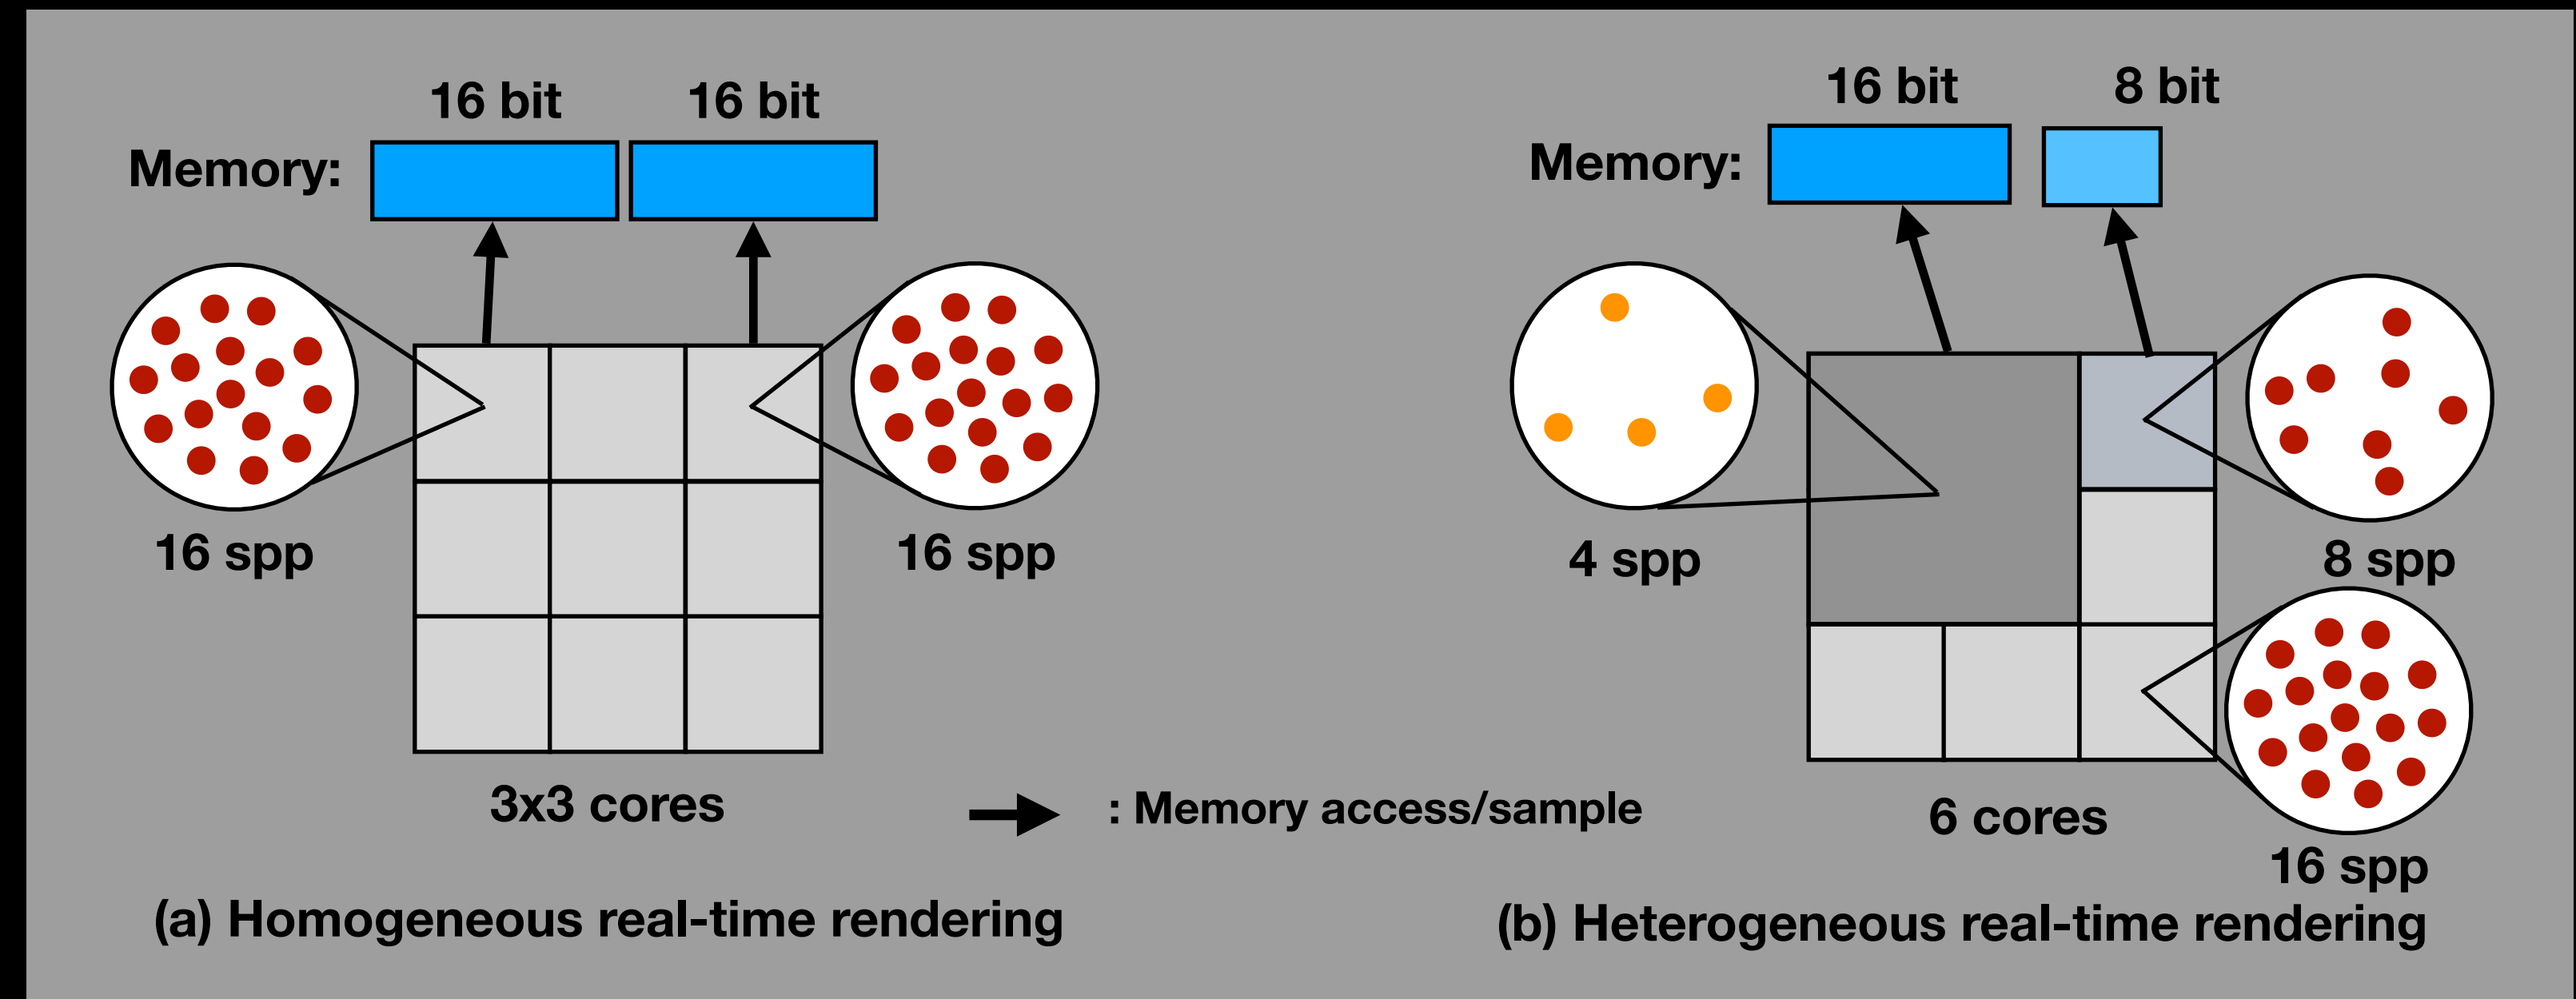 16 bit 16 bit
Memory:
16 spp 16 spp
3x3 cores
(a) Homogeneous real-time rendering
: Memory access/sample
16 bit 8 bit
Memory:
4 spp 8 spp
6 cores
16 spp
(b) Heterogeneous real-time rendering